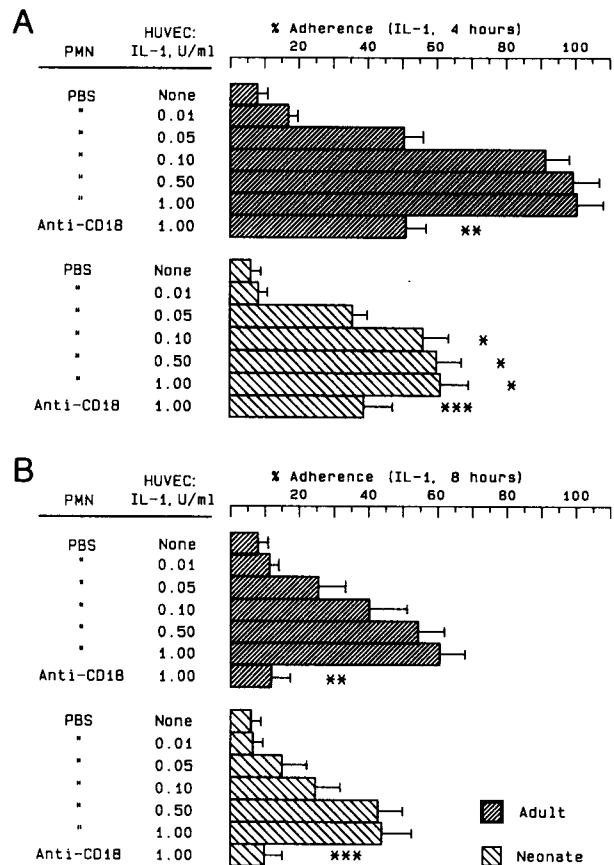 A
% Adherence (IL-1, 4 hours)
PMN HUVEC: IL-1, U/ml
20 40 60 80 100
PBS None
" 0.01
" 0.05
" 0.10
" 0.50
" 1.00
Anti-CD18 1.00 **
PBS None
" 0.01
" 0.05
" 0.10 *
" 0.50 *
" 1.00 *
Anti-CD18 1.00 ***
B
% Adherence (IL-1, 8 hours)
PMN HUVEC: IL-1, U/ml
20 40 60 80 100
PBS None
" 0.01
" 0.05
" 0.10
" 0.50
" 1.00
Anti-CD18 1.00 **
PBS None
" 0.01
" 0.05
" 0.10
" 0.50
" 1.00
Anti-CD18 1.00 ***
Adult
Neonate